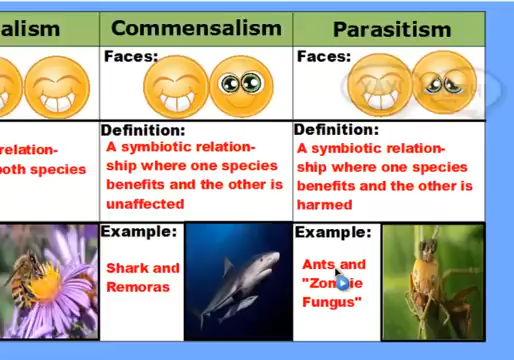 alism
Commensalism
Parasitism
Faces:
Faces:
relation-
both species
Definition:
A symbiotic relation-
ship where one species
benefits and the other is
unaffected
Definition:
A symbiotic relation-
ship where one species
benefits and the other is
harmed
Example:
Shark and
Remoras
Example:
Ants and
"Zombie
Fungus"